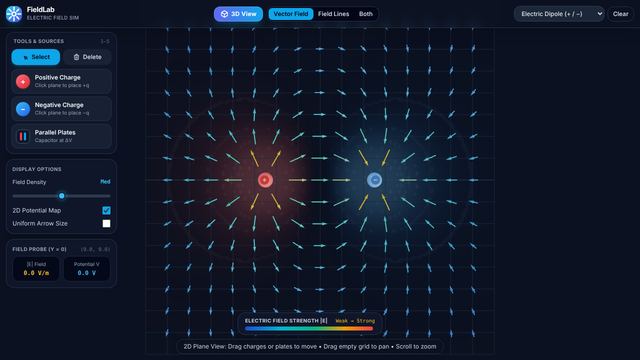 FieldLab
ELECTRIC FIELD SIM
3D View
Vector Field
Field Lines
Both
Electric Dipole (+ / −)
Clear
TOOLS & SOURCES
1–5
Select
Delete
Positive Charge
Click plane to place +q
Negative Charge
Click plane to place −q
Parallel Plates
Capacitor at ΔV
DISPLAY OPTIONS
Field Density
Med
2D Potential Map
Uniform Arrow Size
FIELD PROBE (Y = 0)
(0.0, 0.0)
|E| Field
0.0 V/m
Potential V
0.0 V
+
−
ELECTRIC FIELD STRENGTH |E|
Weak → Strong
2D Plane View: Drag charges or plates to move • Drag empty grid to pan • Scroll to zoom